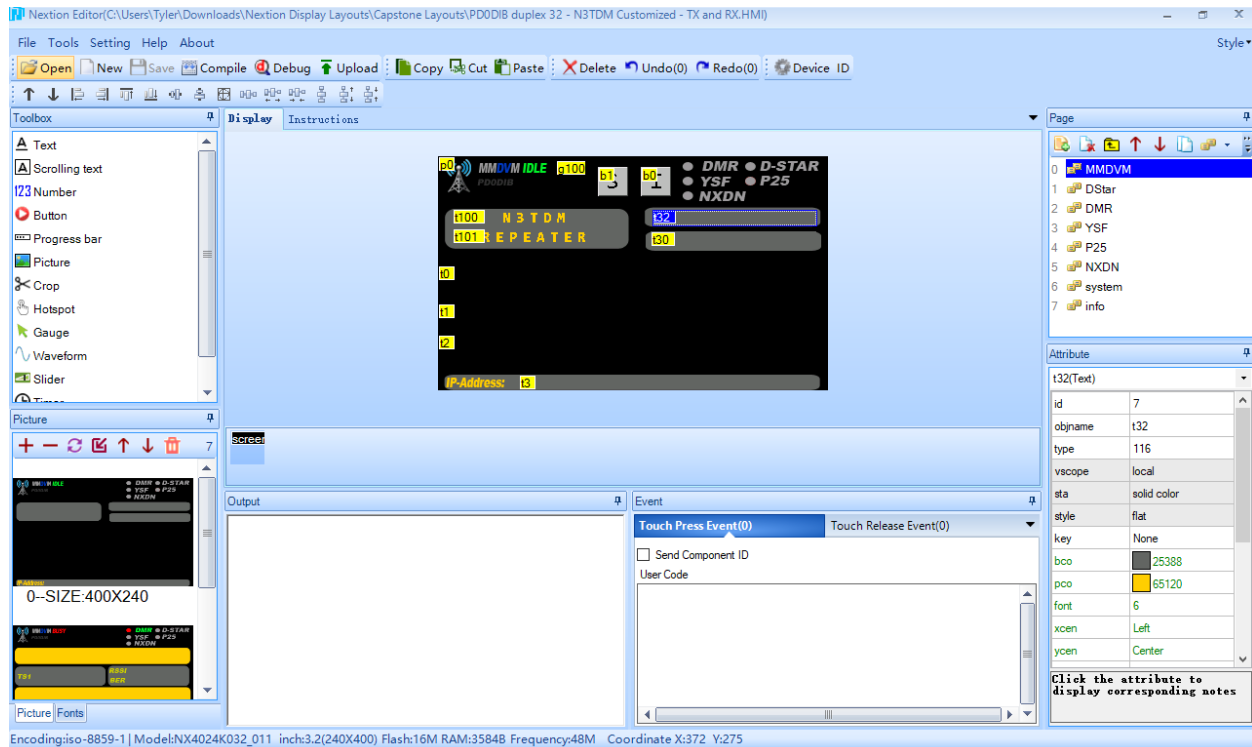 Nextion Editor(C:\Users\Tyler\Downloads\Nextion Display Layouts\Capstone Layouts\PD0DIB duplex 32 - N3TDM Customized - TX and RX.HMI)
File Tools Setting Help About
Style
Open New Save Compile Debug Upload Copy Cut Paste Delete Undo(0) Redo(0) Device ID
Toolbox
Text
Scrolling text
Number
Button
Progress bar
Picture
Crop
Hotspot
Gauge
Waveform
Slider
Picture
7
0--SIZE:400X240
Picture Fonts
Display Instructions
p0 MMDVM IDLE g100 b1 b0 DMR D-STAR
PD0DIB YSF P25
NXDN
t100 N3TDM t32
t101 REPEATER t30
t0
t1
t2
IP-Address: t3
screen
Output
Event
Touch Press Event(0) Touch Release Event(0)
Send Component ID
User Code
Page
0 MMDVM
1 DStar
2 DMR
3 YSF
4 P25
5 NXDN
6 system
7 info
Attribute
t32(Text)
id 7
objname t32
type 116
vscope local
sta solid color
style flat
key None
bco 25388
pco 65120
font 6
xcen Left
ycen Center
Click the attribute to
display corresponding notes
Encoding:iso-8859-1 | Model:NX4024K032_011 inch:3.2(240X400) Flash:16M RAM:3584B Frequency:48M Coordinate X:372 Y:275